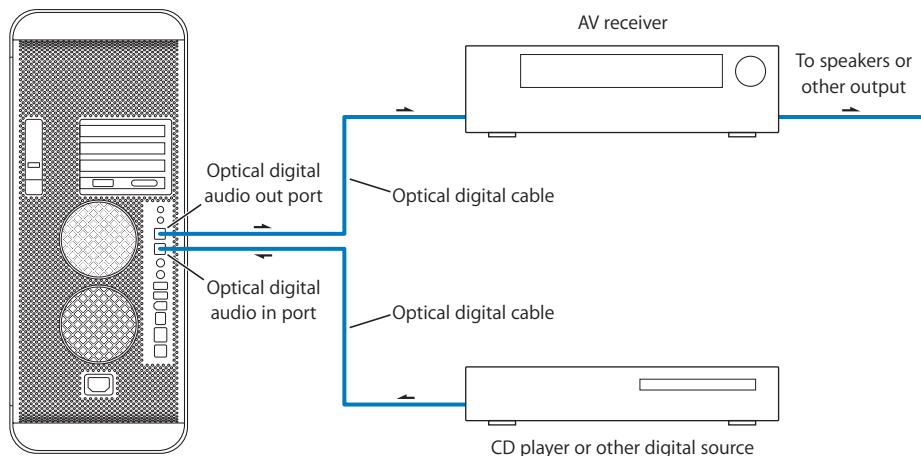 AV receiver
To speakers or
other output
Optical digital
audio out port
Optical digital cable
Optical digital
audio in port
Optical digital cable
CD player or other digital source